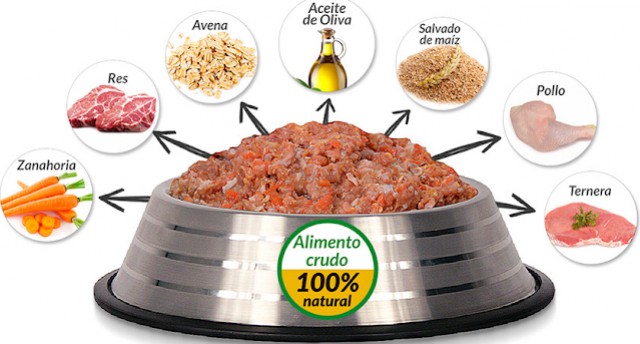 Zanahoria
Res
Avena
Aceite
de Oliva
Salvado
de maíz
Pollo
Ternera
Alimento
crudo
100%
natural